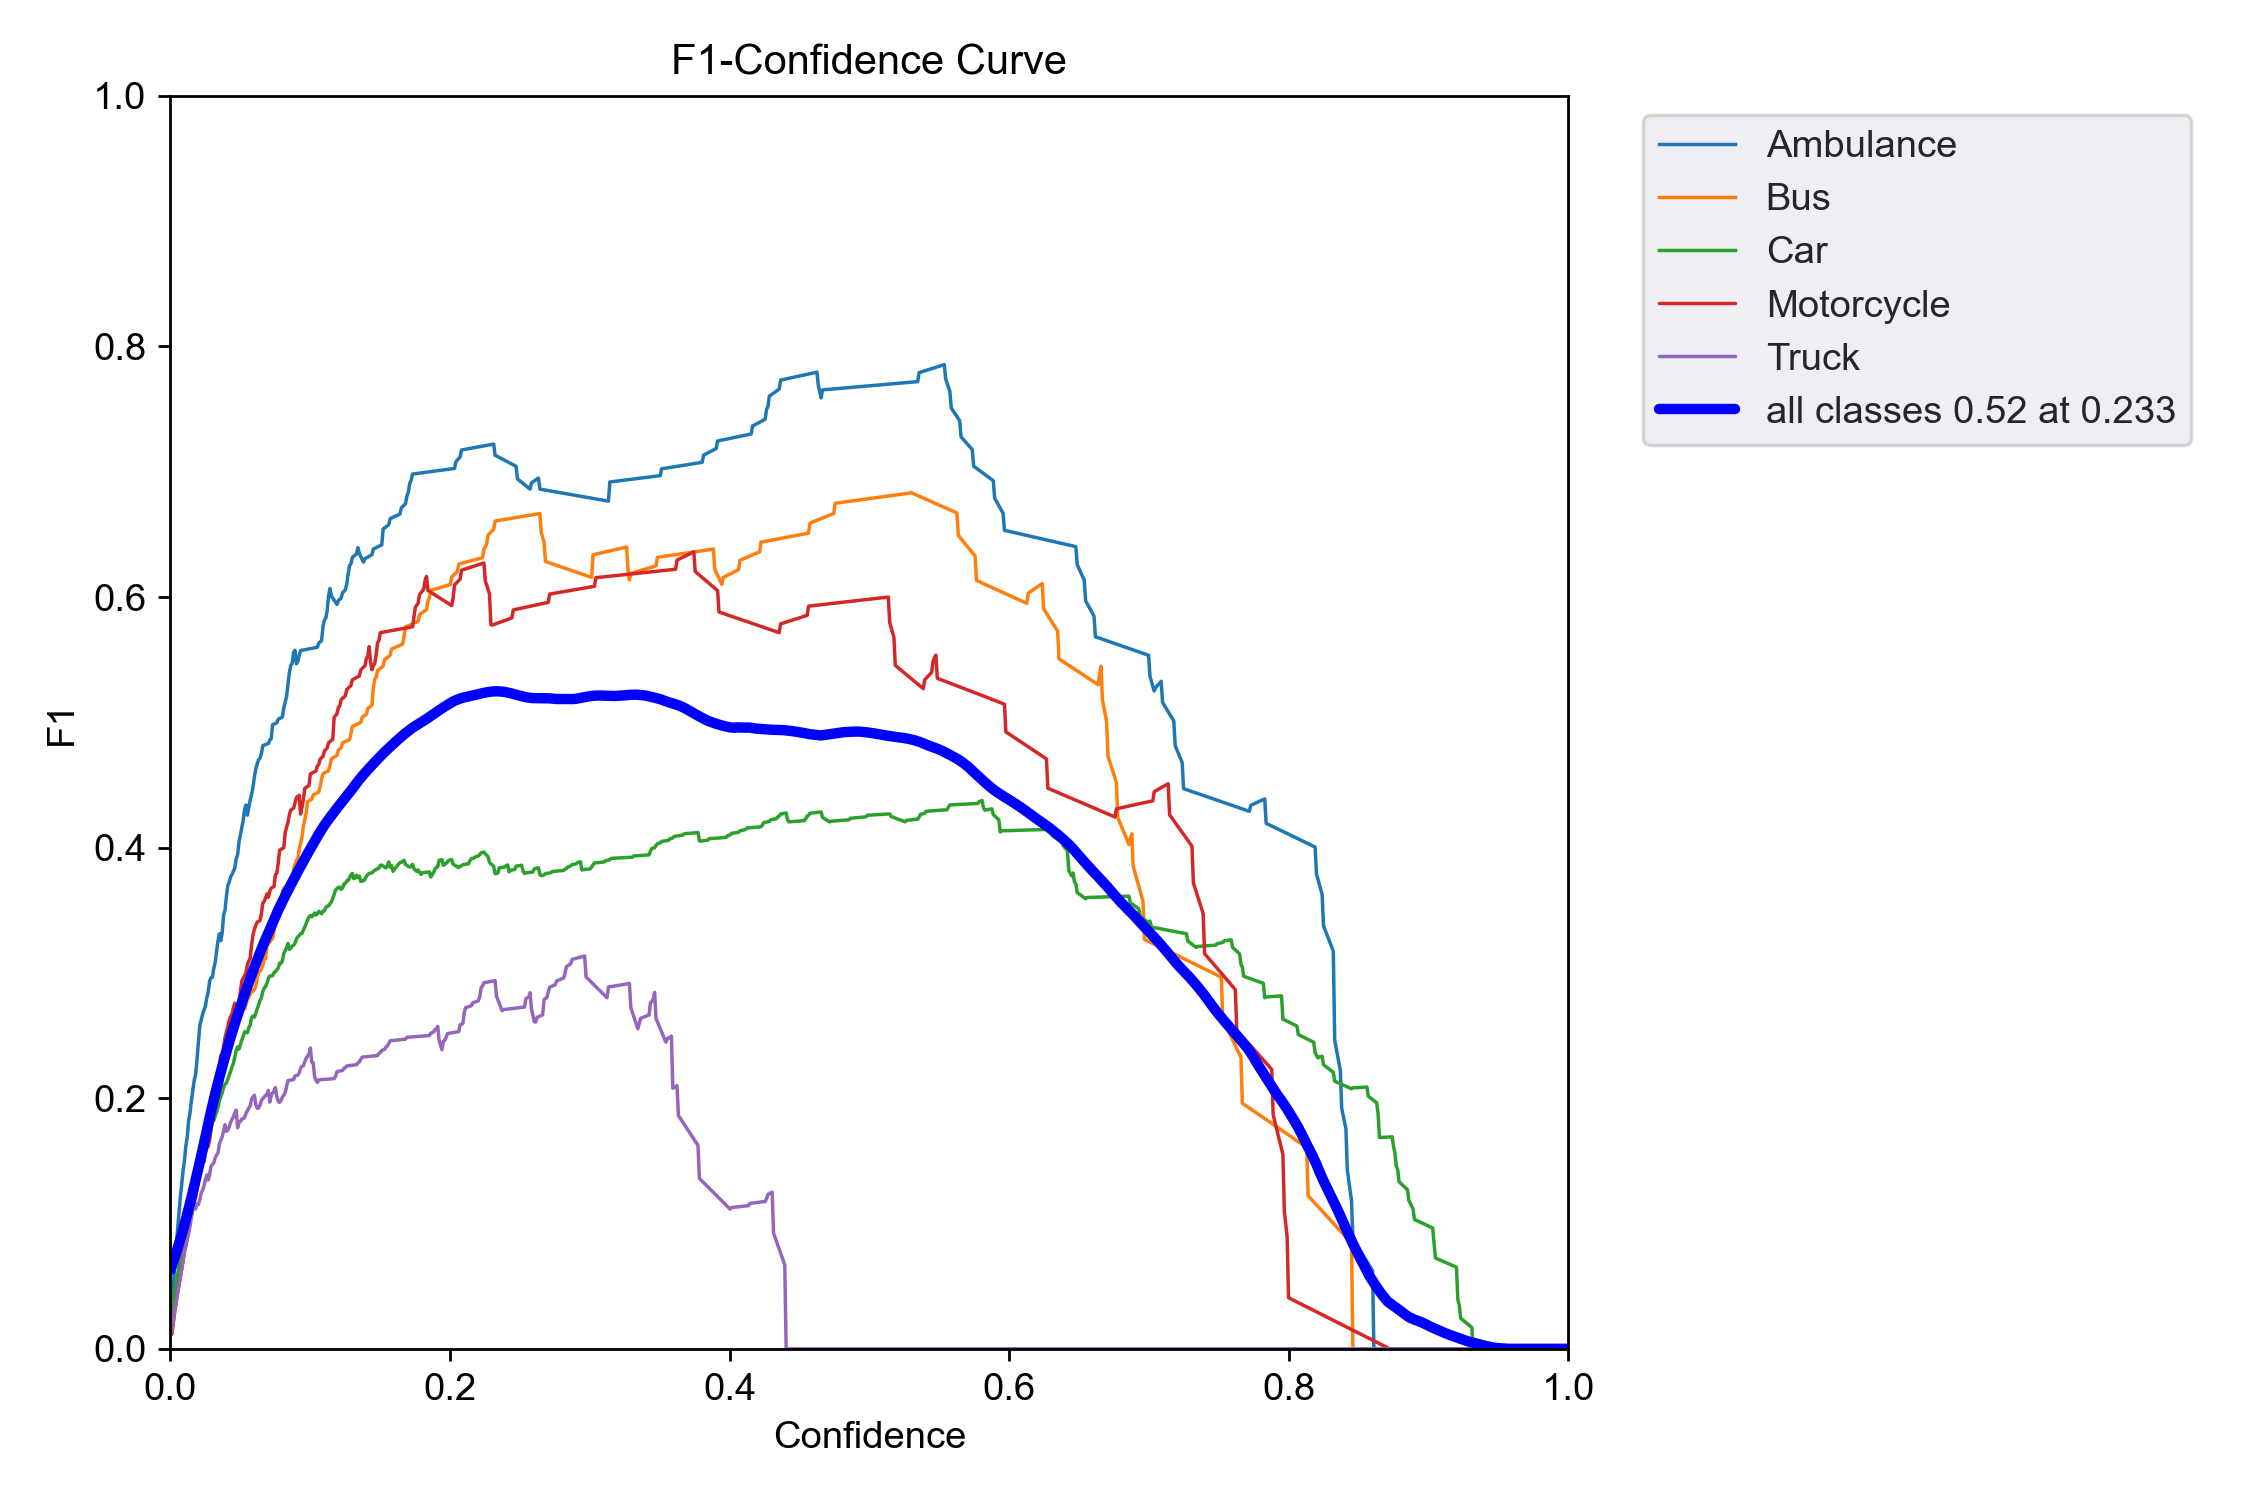 F1-Confidence Curve
1.0
0.8
0.6
0.4
0.2
0.0
F1
0.0 0.2 0.4 0.6 0.8 1.0
Confidence
Ambulance
Bus
Car
Motorcycle
Truck
all classes 0.52 at 0.233